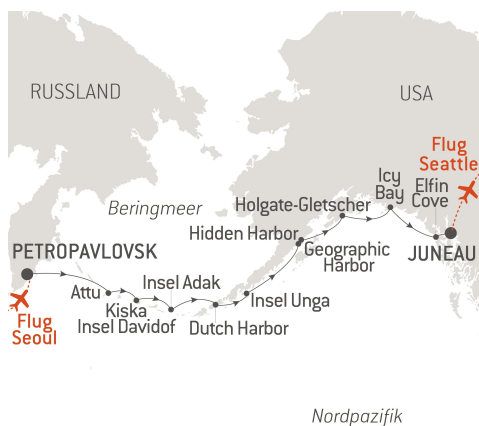 RUSSLAND
USA
Flug
Seattle
Icy
Bay
Elfin
Cove
Beringmeer
Holgate-Gletscher
Hidden Harbor
Geographic
Harbor
JUNEAU
PETROPAVLOVSK
Insel Adak
Attu
Kiska
Insel Davidof
Insel Unga
Dutch Harbor
Flug
Seoul
Nordpazifik